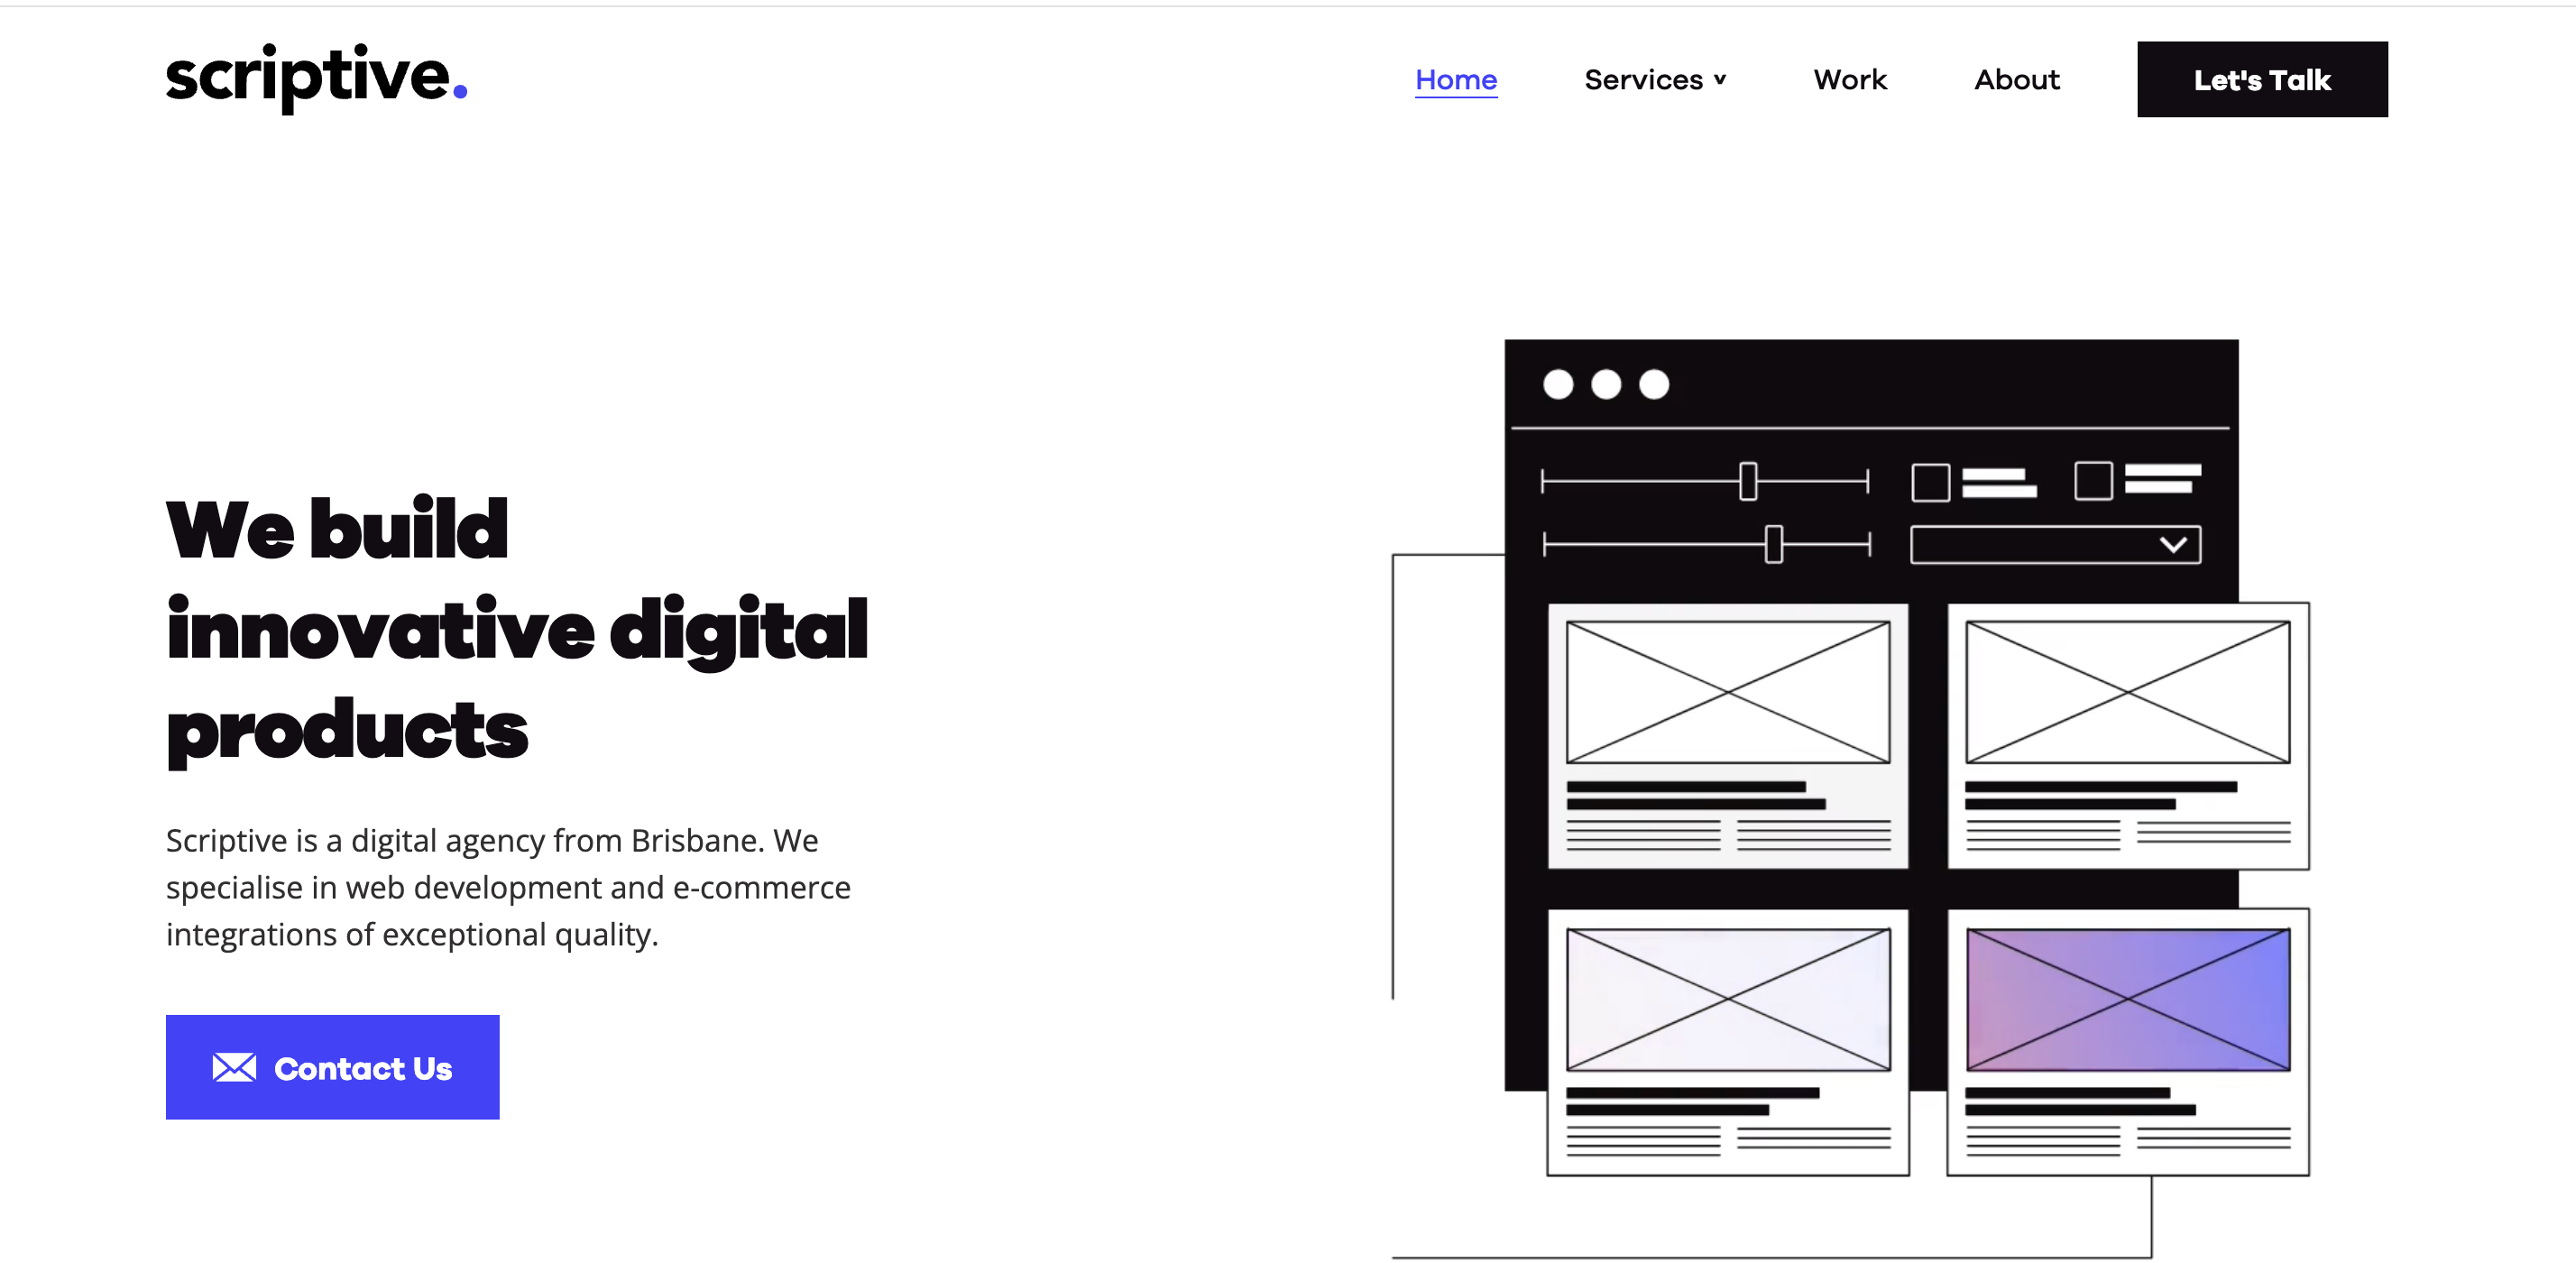 scriptive.
Home
Services
Work
About
Let's Talk
We build
innovative digital
products
Scriptive is a digital agency from Brisbane. We
specialise in web development and e-commerce
integrations of exceptional quality.
Contact Us